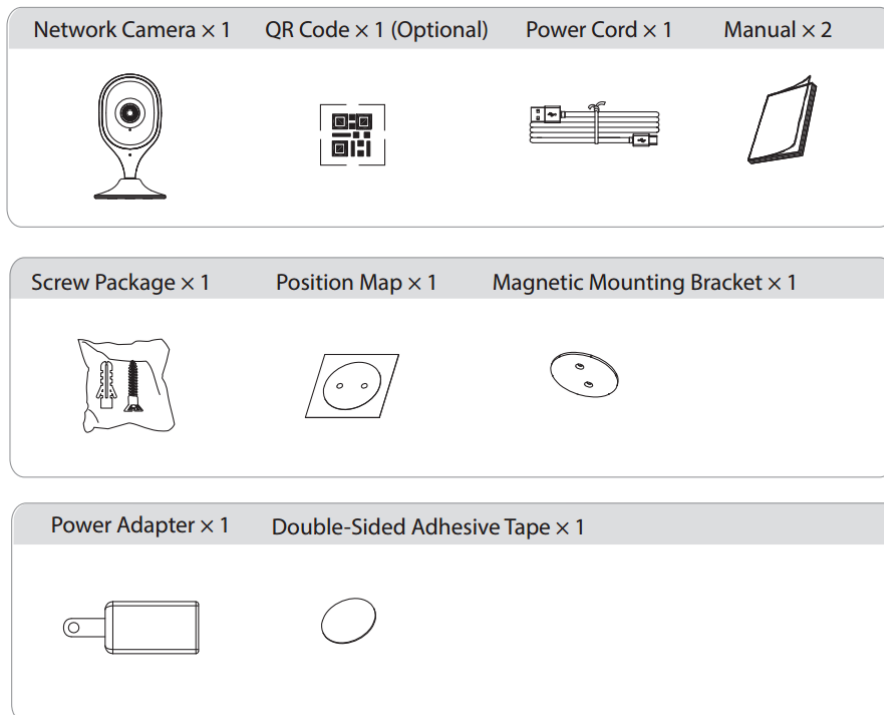 Network Camera × 1 QR Code × 1 (Optional) Power Cord × 1 Manual × 2
Screw Package × 1 Position Map × 1 Magnetic Mounting Bracket × 1
Power Adapter × 1 Double-Sided Adhesive Tape × 1